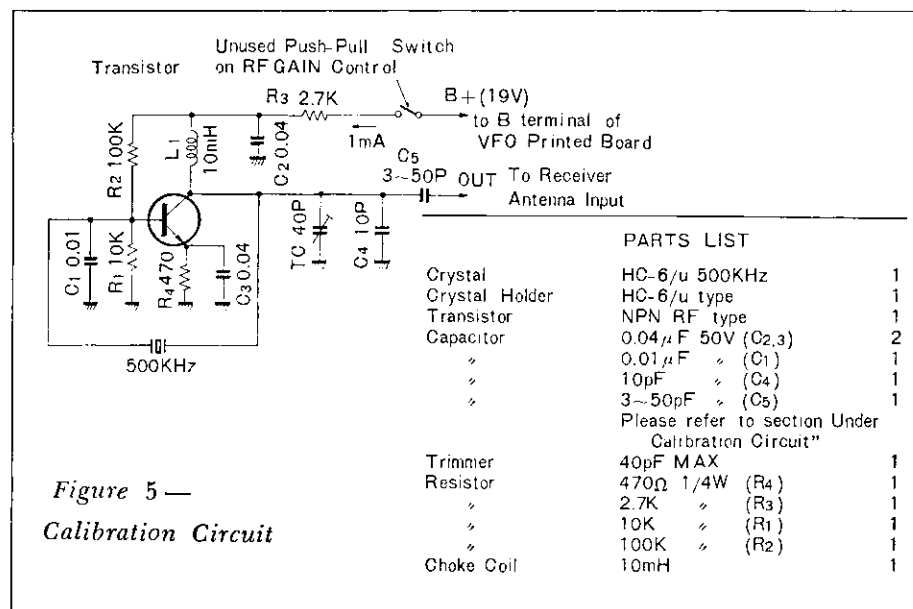 Unused Push-Pull Switch
on RF GAIN Control
Transistor
R3 2.7K
B+(19V)
to B terminal of
VFO Printed Board
1mA
R2 100K
L1
10mH
C2 0.04
C5
3~50P
OUT To Receiver
Antenna Input
C1 0.01
R1 10K
R4 470
C3 0.04
TC 40P
C4 10P
500KHz
PARTS LIST
Crystal HC-6/u 500KHz 1
Crystal Holder HC-6/u type 1
Transistor NPN RF type 1
Capacitor 0.04μF 50V (C2,3) 2
〃 0.01μF 〃 (C1) 1
〃 10pF 〃 (C4) 1
〃 3~50pF 〃 (C5) 1
Please refer to section Under
Calibration Circuit"
Trimmer 40pF MAX 1
Resistor 470Ω 1/4W (R4) 1
〃 2.7K 〃 (R3) 1
〃 10K 〃 (R1) 1
〃 100K 〃 (R2) 1
Choke Coil 10mH 1
Figure 5 —
Calibration Circuit